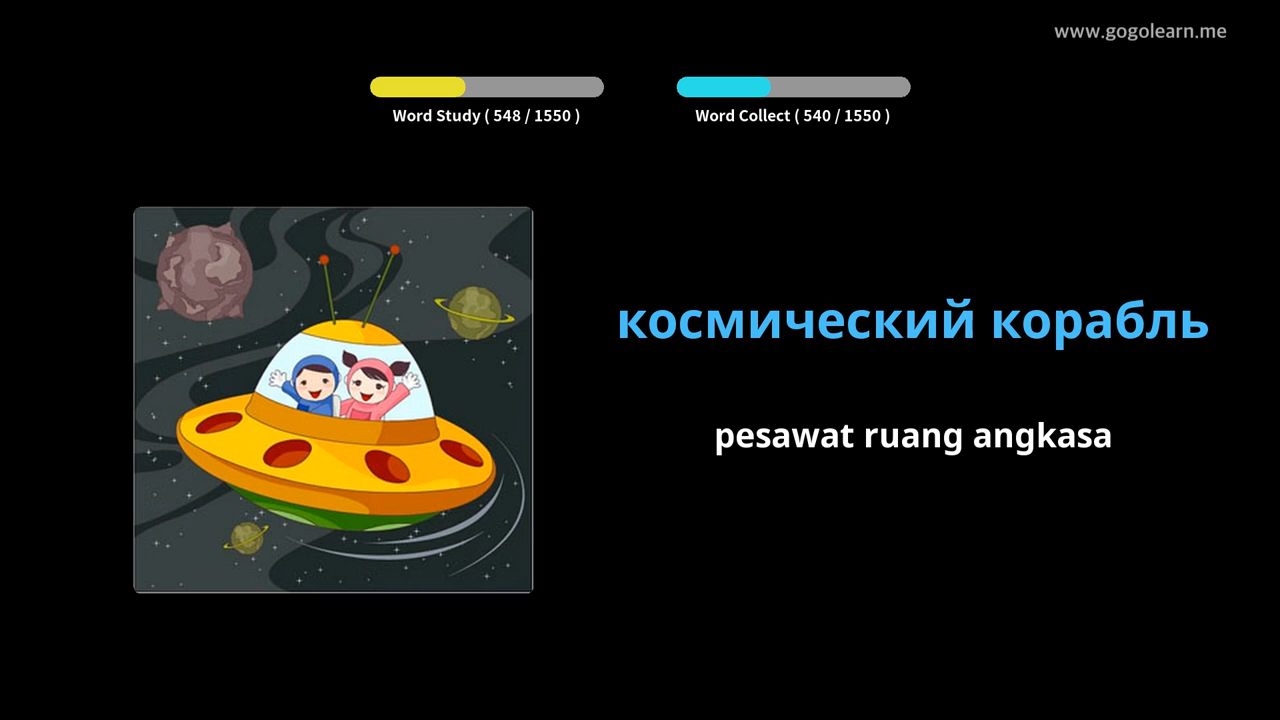 www.gogolearn.me
Word Study ( 548 / 1550 )
Word Collect ( 540 / 1550 )
космический корабль
pesawat ruang angkasa